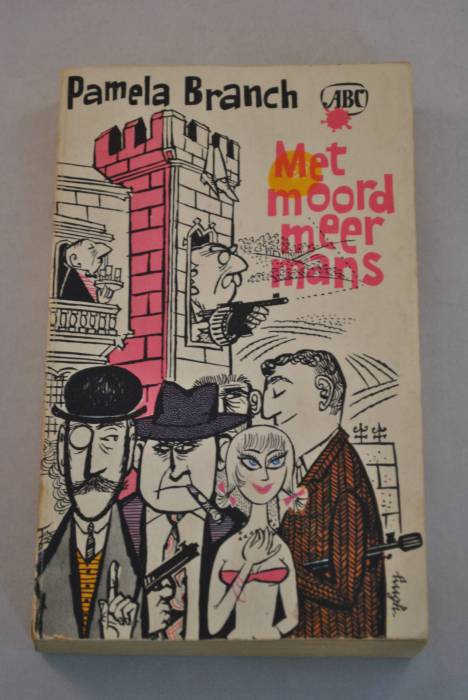 Pamela Branch
ABC
Met
moord
meer
mans
hugh.